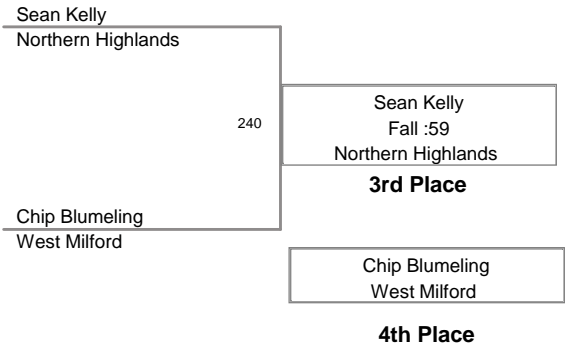 Sean Kelly
Northern Highlands
240
Sean Kelly
Fall :59
Northern Highlands
3rd Place
Chip Blumeling
West Milford
Chip Blumeling
West Milford
4th Place